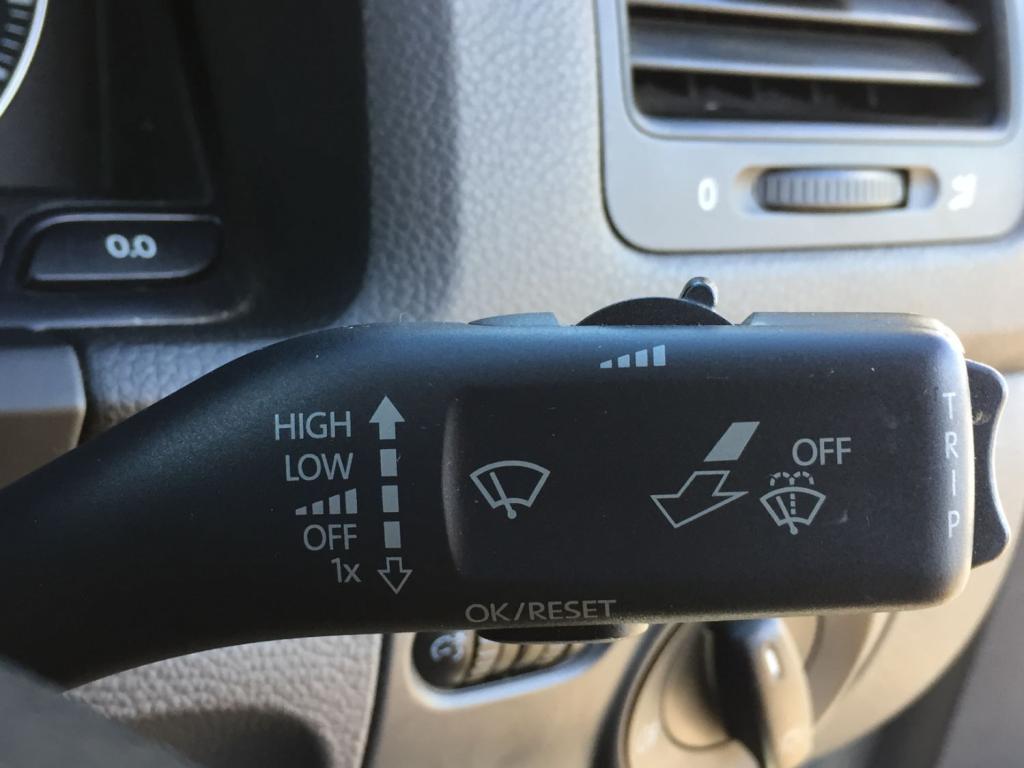 0.0
0
HIGH
LOW
OFF
1x
OFF
TRIP
OK/RESET